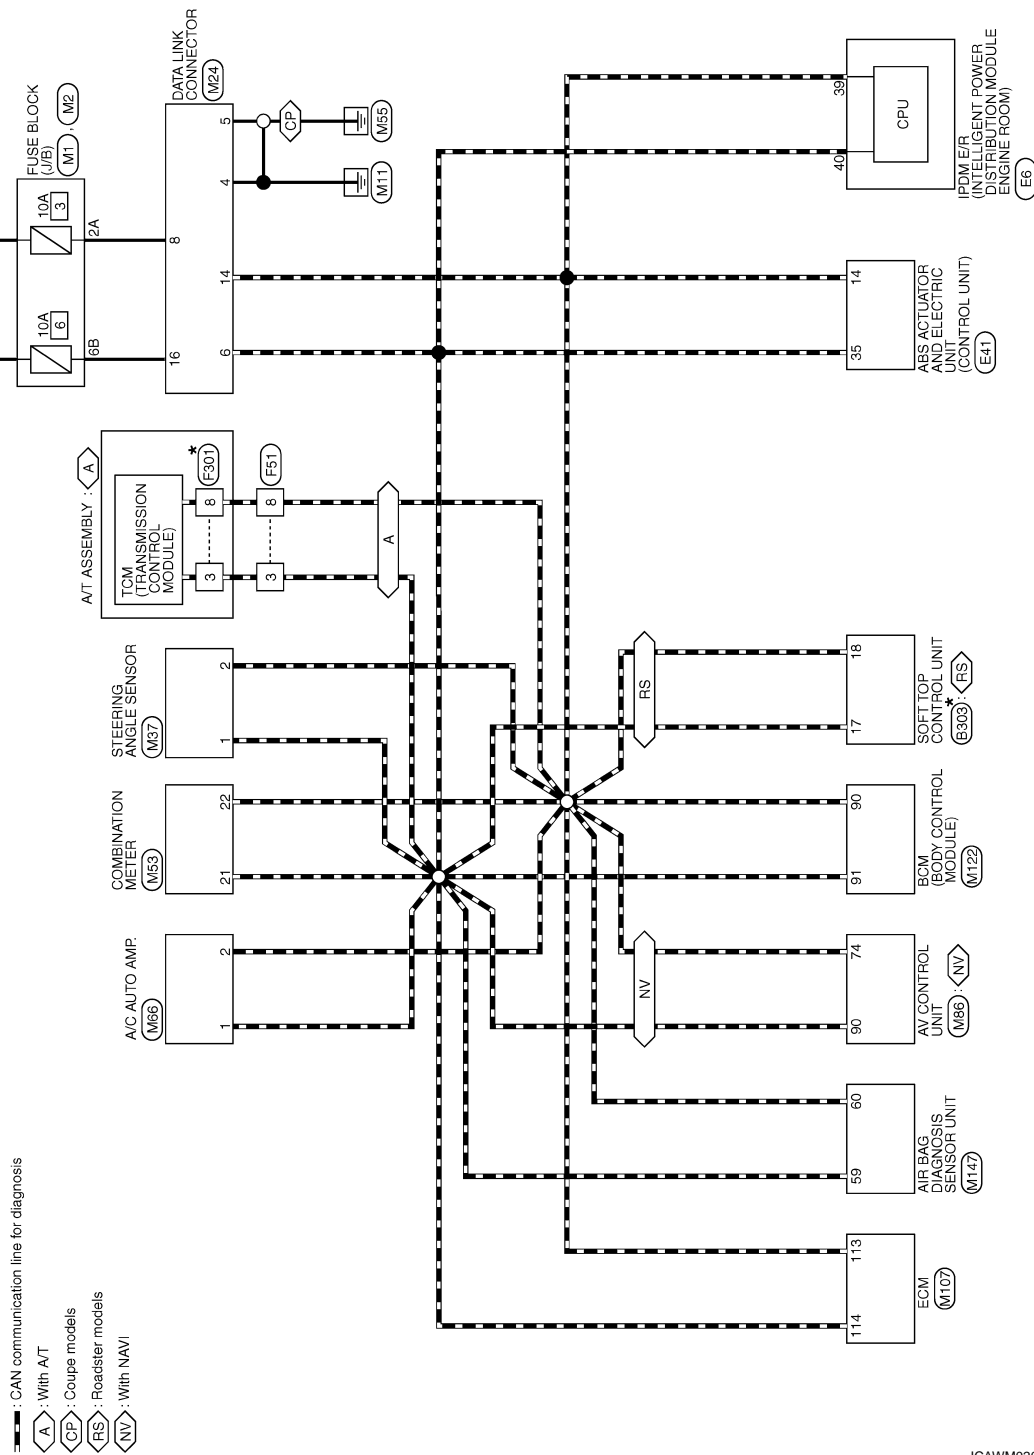 : CAN communication line for diagnosis
A : With A/T
CP : Coupe models
RS : Roadster models
NV : With NAVI
A/C AUTO AMP.
M66
1
2
COMBINATION
METER
M53
21
22
STEERING
ANGLE SENSOR
M37
1
2
A/T ASSEMBLY : A
TCM
(TRANSMISSION
CONTROL
MODULE)
3
8
* F301
3
8
F51
A
FUSE BLOCK
(J/B)
M1 , M2
10A
6
10A
3
6B
2A
DATA LINK
CONNECTOR
M24
16
8
6
14
4
5
CP
M11
M55
NV
RS
114
113
ECM
M107
59
60
AIR BAG
DIAGNOSIS
SENSOR UNIT
M147
90
74
AV CONTROL
UNIT
M86 : NV
91
90
BCM
(BODY CONTROL
MODULE)
M122
17
18
SOFT TOP
CONTROL UNIT
B303 * : RS
35
14
ABS ACTUATOR
AND ELECTRIC
UNIT
(CONTROL UNIT)
E41
40
39
CPU
IPDM E/R
(INTELLIGENT POWER
DISTRIBUTION MODULE
ENGINE ROOM)
E6